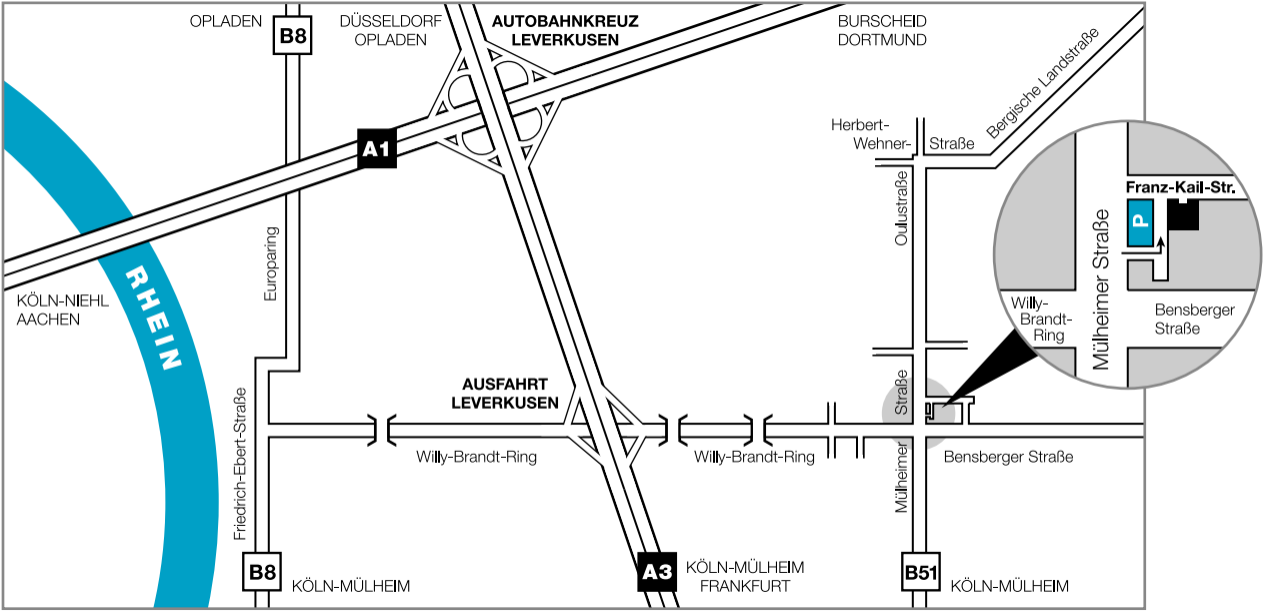 OPLADEN
B8
DÜSSELDORF
OPLADEN
AUTOBAHNKREUZ
LEVERKUSEN
BURSCHEID
DORTMUND
Bergische Landstraße
Herbert-
Wehner-
Straße
A1
Oulustraße
Europaring
KÖLN-NIEHL
AACHEN
RHEIN
Franz-Kail-Str.
P
Mülheimer Straße
Willy-
Brandt-
Ring
Bensberger
Straße
AUSFAHRT
LEVERKUSEN
Friedrich-Ebert-Straße
Willy-Brandt-Ring
Willy-Brandt-Ring
Mülheimer Straße
Bensberger Straße
B8
KÖLN-MÜLHEIM
A3
KÖLN-MÜLHEIM
FRANKFURT
B51
KÖLN-MÜLHEIM